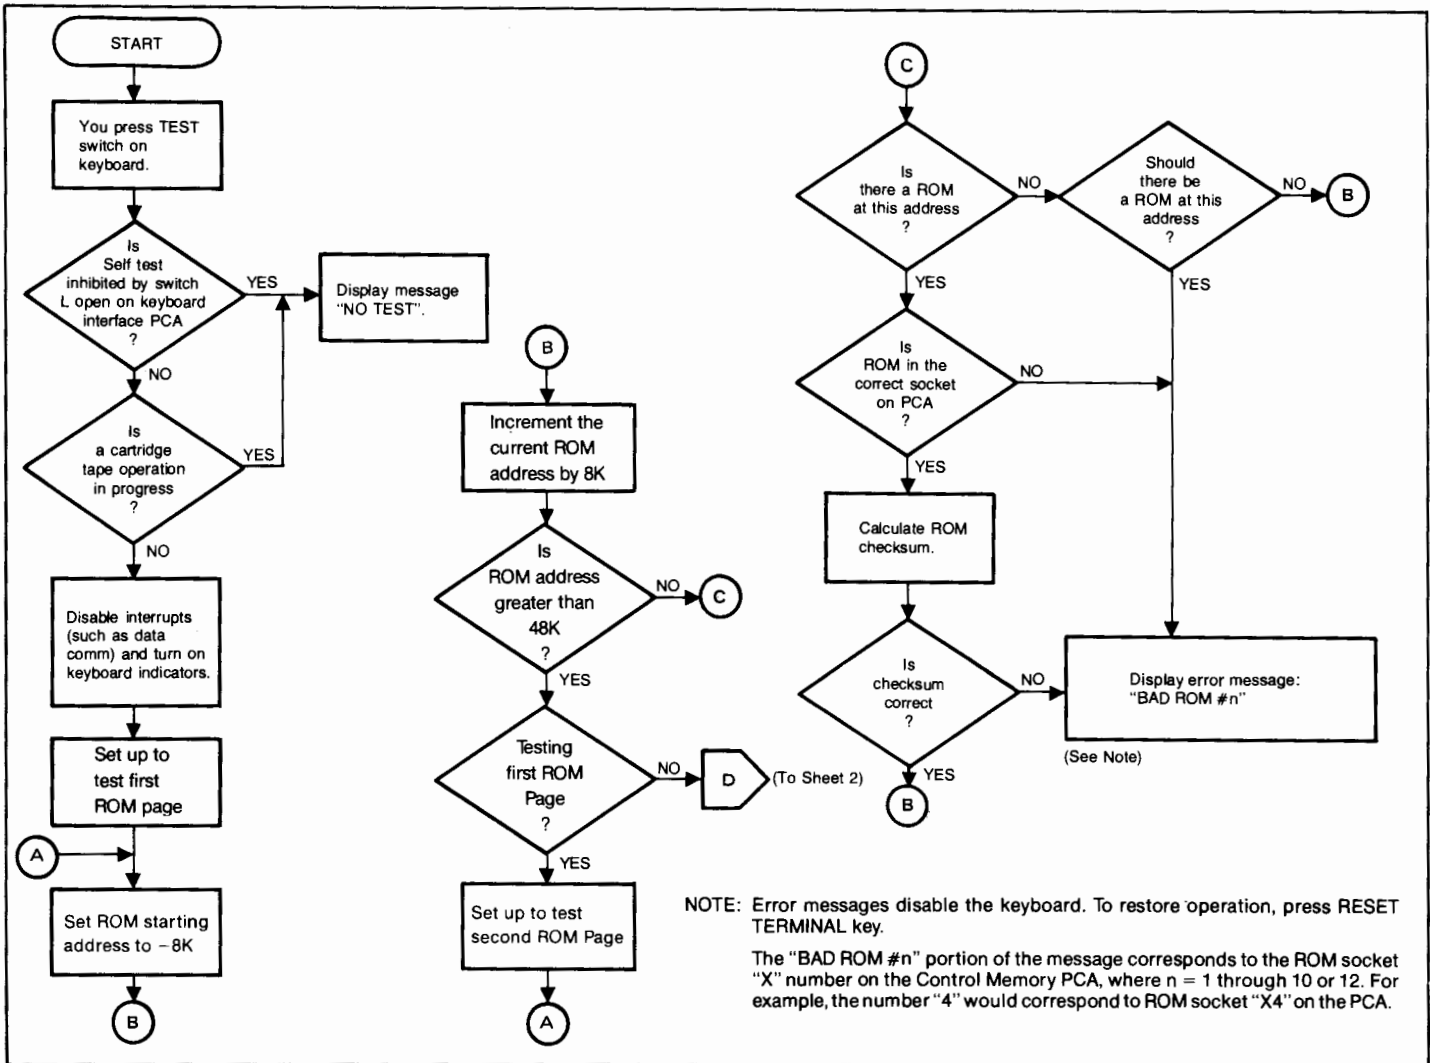 START
You press TEST
switch on
keyboard.
Is
Self test
inhibited by switch
L open on keyboard
interface PCA
?
YES
Display message
"NO TEST".
NO
Is
a cartridge
tape operation
in progress
?
YES
NO
Disable interrupts
(such as data
comm) and turn on
keyboard indicators.
Set up to
test first
ROM page
A
Set ROM starting
address to −8K
B
B
Increment the
current ROM
address by 8K
Is
ROM address
greater than
48K
?
NO
C
YES
Testing
first ROM
Page
?
NO
D
(To Sheet 2)
YES
Set up to test
second ROM Page
A
C
Is
there a ROM
at this address
?
NO
Should
there be
a ROM at this
address
?
NO
B
YES
YES
Is
ROM in the
correct socket
on PCA
?
NO
YES
Calculate ROM
checksum.
Is
checksum
correct
?
NO
Display error message:
"BAD ROM #n"
(See Note)
YES
B
NOTE: Error messages disable the keyboard. To restore operation, press RESET
TERMINAL key.
The "BAD ROM #n" portion of the message corresponds to the ROM socket
"X" number on the Control Memory PCA, where n = 1 through 10 or 12. For
example, the number "4" would correspond to ROM socket "X4" on the PCA.